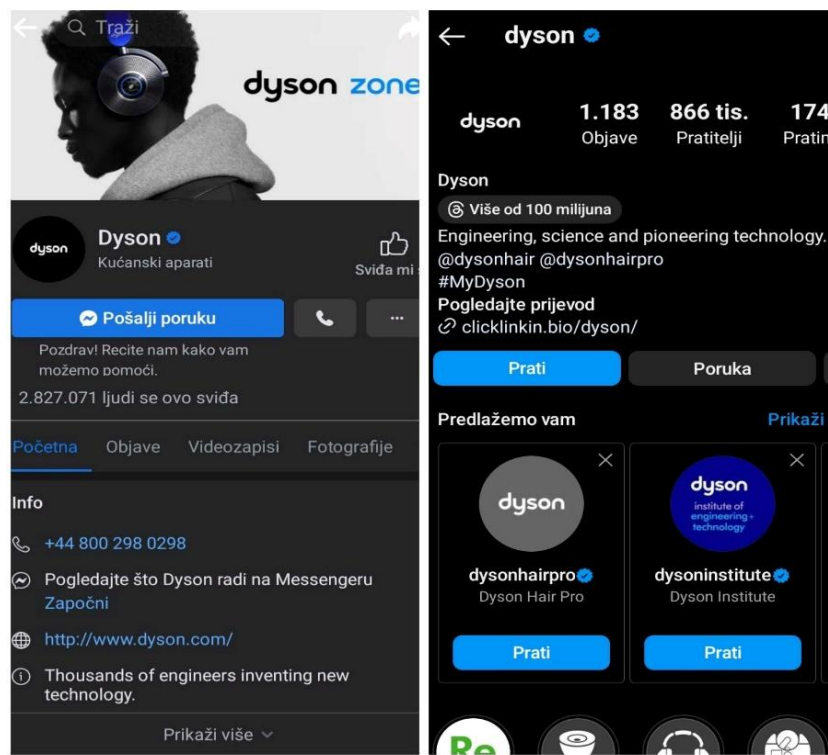 Traži
dyson zone
dyson
Dyson
Kućanski aparati
Sviđa mi
Pošalji poruku
Pozdrav! Recite nam kako vam
možemo pomoći.
2.827.071 ljudi se ovo sviđa
Početna Objave Videozapisi Fotografije
Info
+44 800 298 0298
Pogledajte što Dyson radi na Messengeru
Započni
http://www.dyson.com/
Thousands of engineers inventing new
technology.
Prikaži više
dyson
dyson
1.183 866 tis. 174
Objave Pratitelji Pratim
Dyson
Više od 100 milijuna
Engineering, science and pioneering technology.
@dysonhair @dysonhairpro
#MyDyson
Pogledajte prijevod
clicklinkin.bio/dyson/
Prati Poruka
Predlažemo vam Prikaži
dyson
dysonhairpro
Dyson Hair Pro
Prati
dyson
institute of
engineering+
technology
dysoninstitute
Dyson Institute
Prati
Re